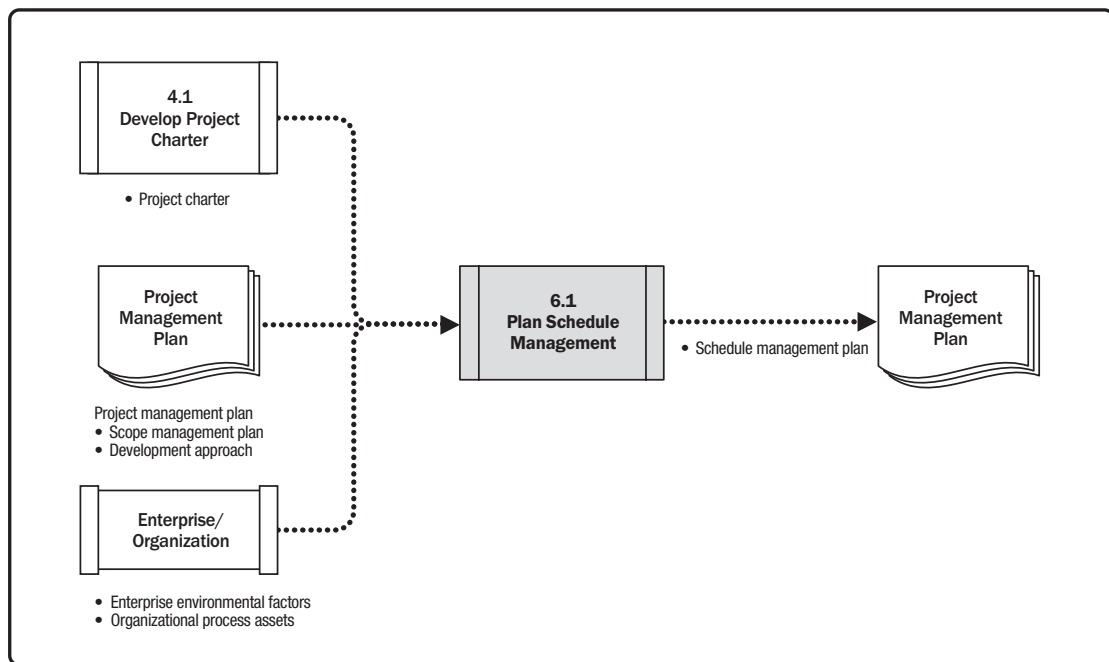 4.1
Develop Project
Charter
• Project charter
Project
Management
Plan
Project management plan
• Scope management plan
• Development approach
Enterprise/
Organization
• Enterprise environmental factors
• Organizational process assets
6.1
Plan Schedule
Management
• Schedule management plan
Project
Management
Plan